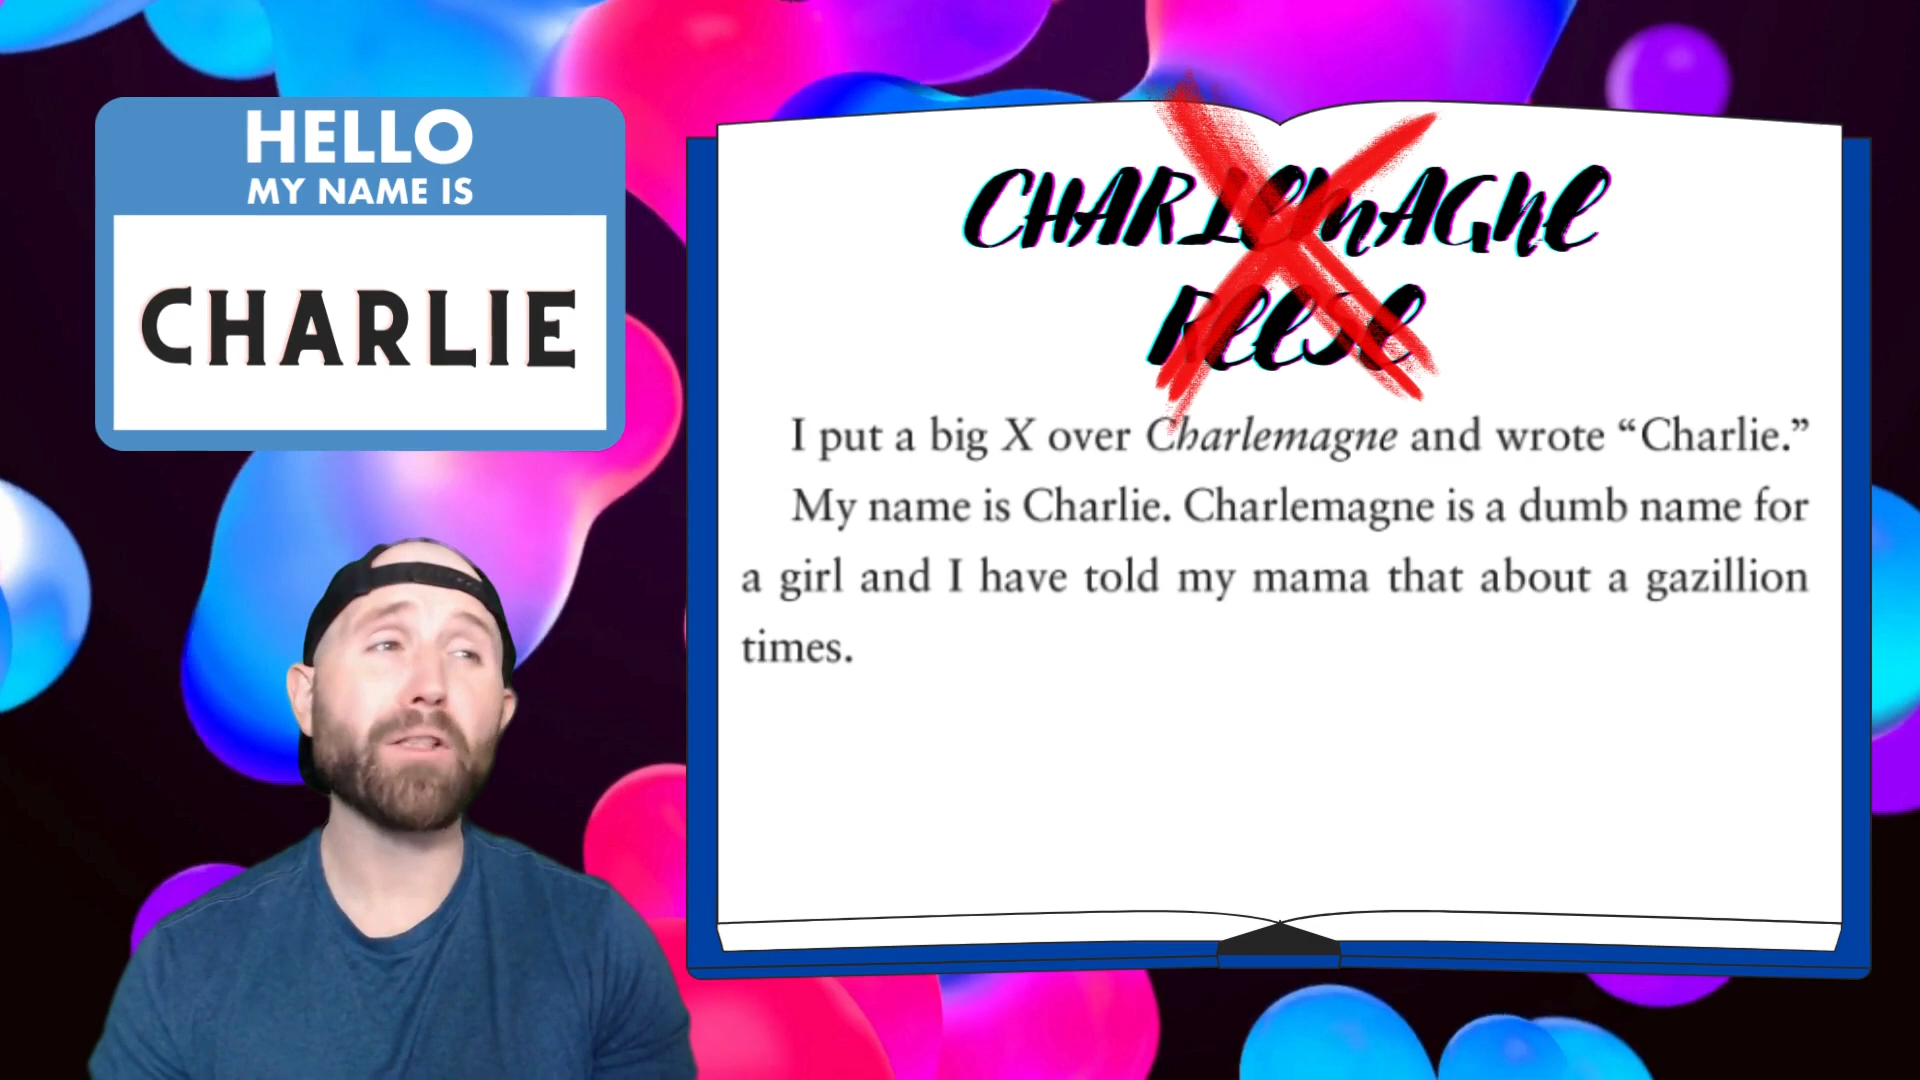 HELLO
MY NAME IS
CHARLIE
CHARLEMAGNE
REESE
I put a big X over Charlemagne and wrote “Charlie.”
My name is Charlie. Charlemagne is a dumb name for
a girl and I have told my mama that about a gazillion
times.